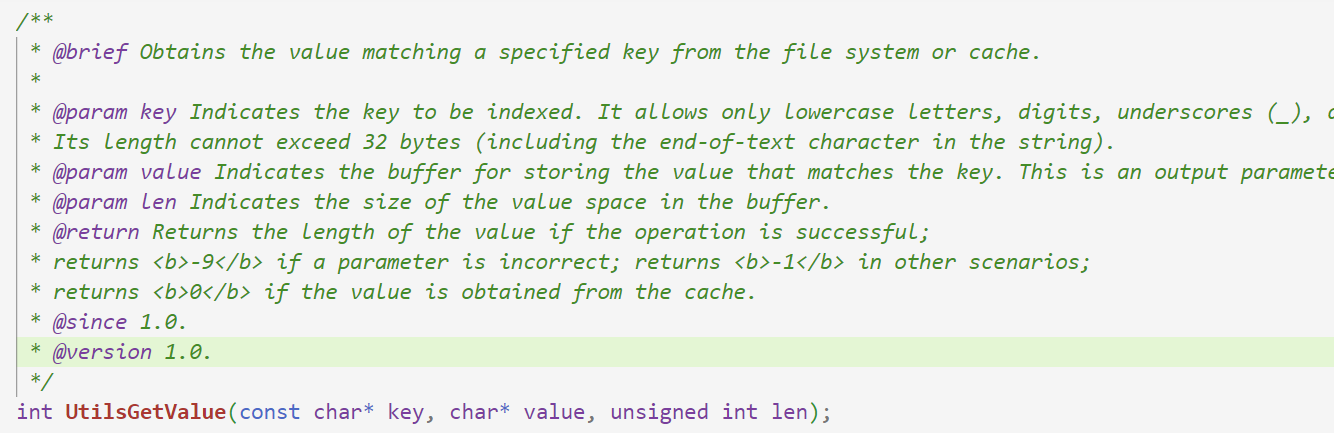 /**
* @brief Obtains the value matching a specified key from the file system or cache.
*
* @param key Indicates the key to be indexed. It allows only lowercase letters, digits, underscores (_),
* Its length cannot exceed 32 bytes (including the end-of-text character in the string).
* @param value Indicates the buffer for storing the value that matches the key. This is an output
* @param len Indicates the size of the value space in the buffer.
* @return Returns the length of the value if the operation is successful;
* returns <b>-9</b> if a parameter is incorrect; returns <b>-1</b> in other scenarios;
* returns <b>0</b> if the value is obtained from the cache.
* @since 1.0.
* @version 1.0.
*/
int UtilsGetValue(const char* key, char* value, unsigned int len);